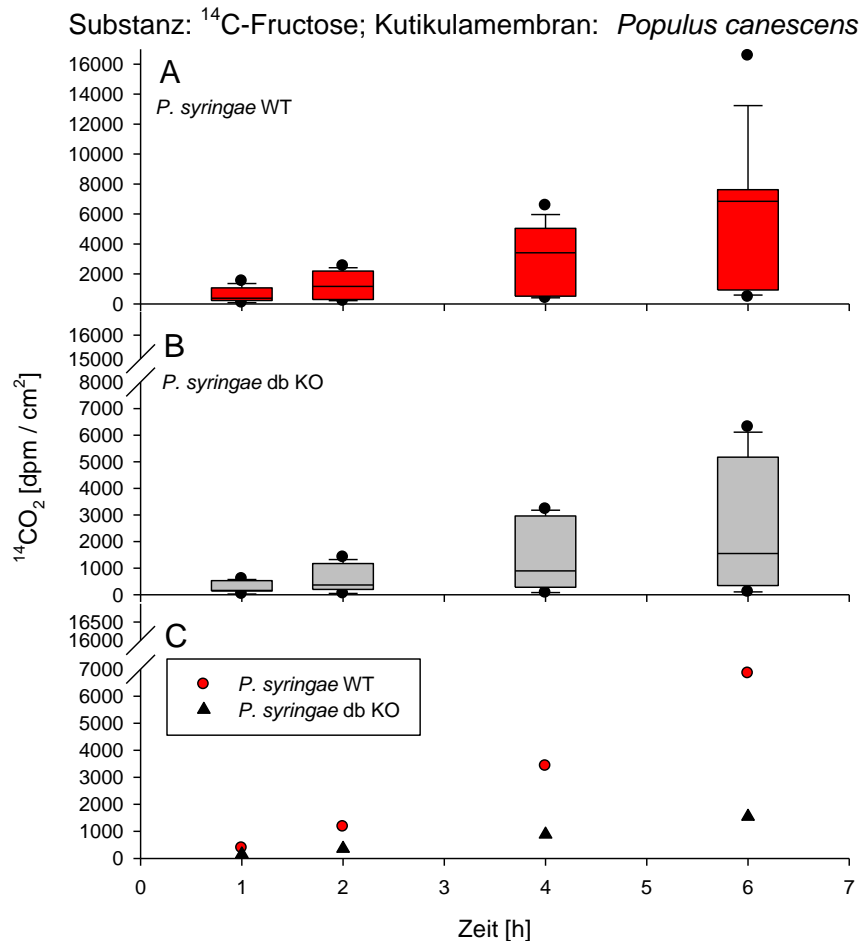 Substanz: ¹⁴C-Fructose; Kutikulamembran: Populus canescens
A
P. syringae WT
16000
14000
12000
10000
8000
6000
4000
2000
0
B
P. syringae db KO
16000
15000
8000
7000
6000
5000
4000
3000
2000
1000
0
¹⁴CO₂ [dpm / cm²]
C
16500
16000
7000
6000
5000
4000
3000
2000
1000
0
P. syringae WT
P. syringae db KO
0 1 2 3 4 5 6 7
Zeit [h]